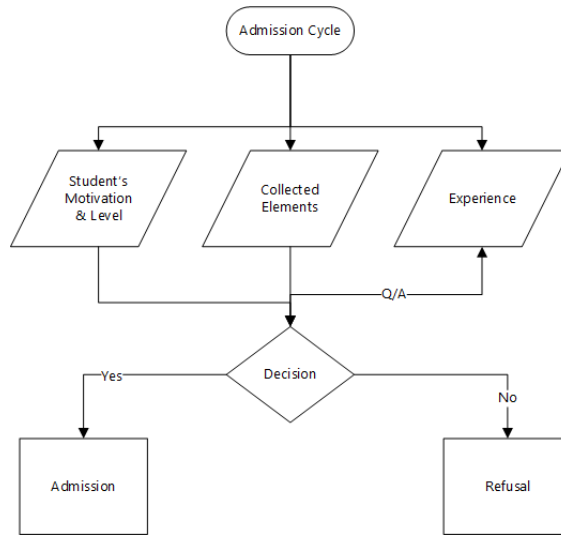 Admission Cycle
Student's
Motivation
& Level
Collected
Elements
Experience
Q/A
Decision
Yes
No
Admission
Refusal